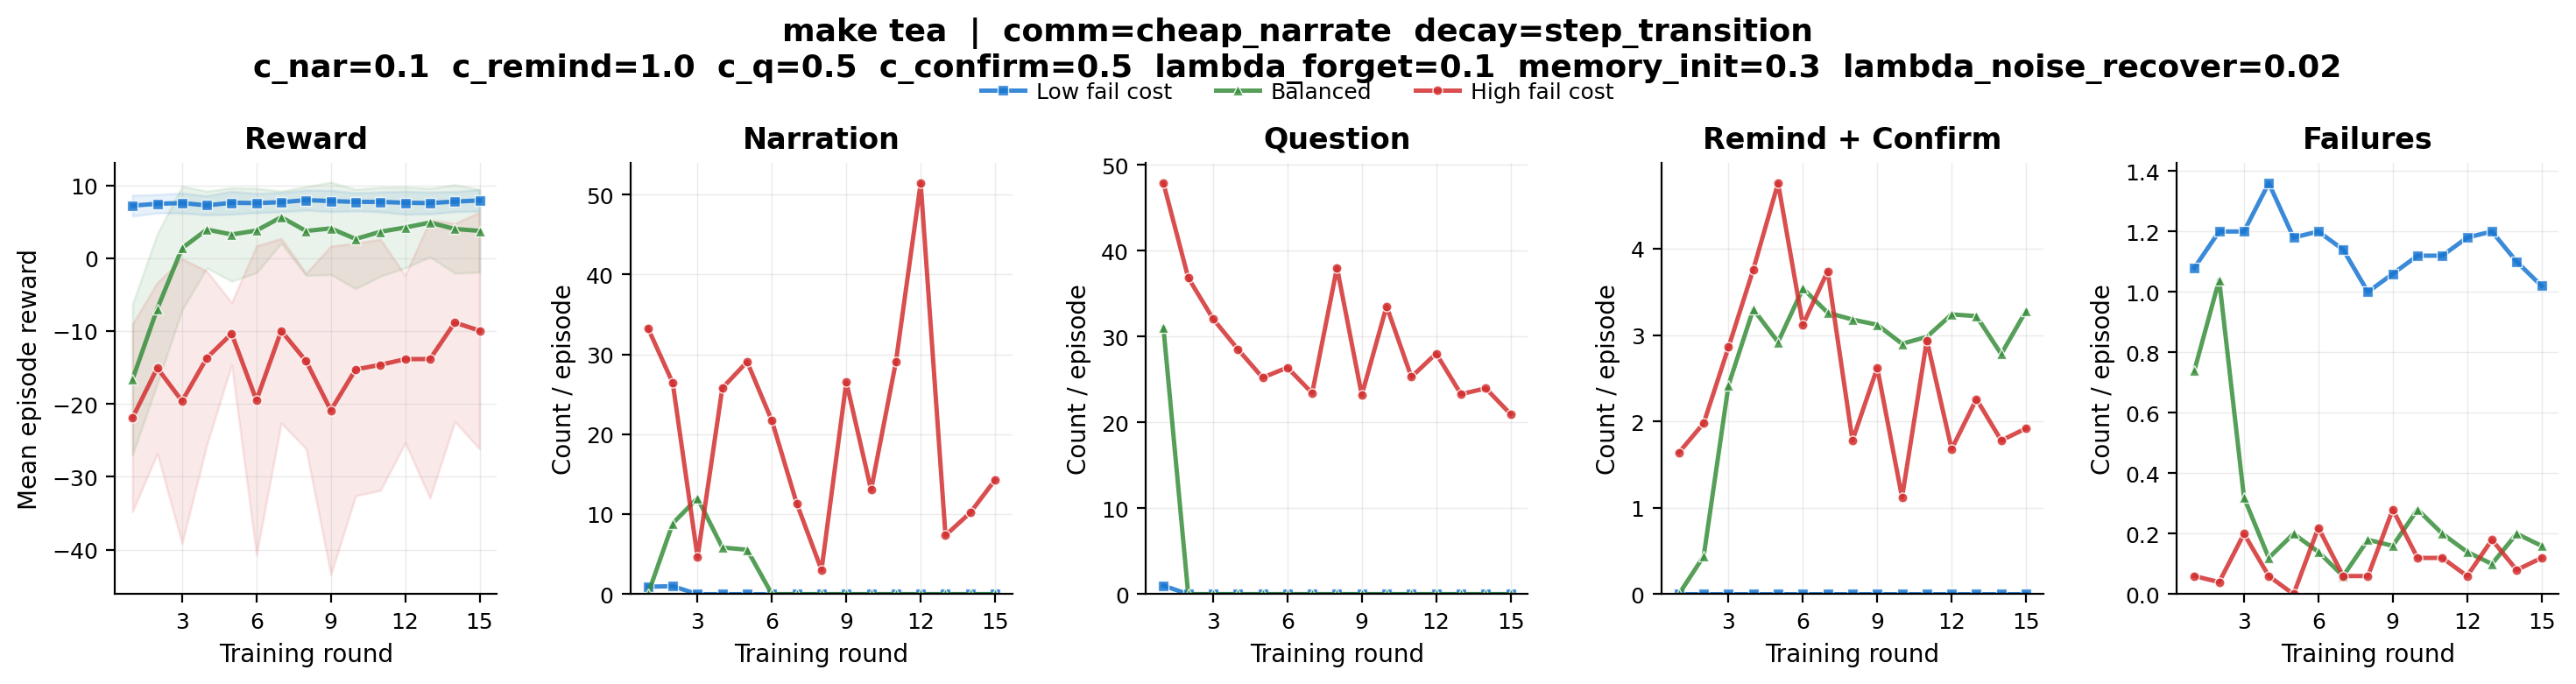 make tea | comm=cheap_narrate decay=step_transition
c_nar=0.1 c_remind=1.0 c_q=0.5 c_confirm=0.5 lambda_forget=0.1 memory_init=0.3 lambda_noise_recover=0.02
Low fail cost Balanced High fail cost
Reward
Mean episode reward
10
0
−10
−20
−30
−40
3 6 9 12 15
Training round
Narration
Count / episode
50
40
30
20
10
0
3 6 9 12 15
Training round
Question
Count / episode
50
40
30
20
10
0
3 6 9 12 15
Training round
Remind + Confirm
Count / episode
4
3
2
1
0
3 6 9 12 15
Training round
Failures
Count / episode
1.4
1.2
1.0
0.8
0.6
0.4
0.2
0.0
3 6 9 12 15
Training round